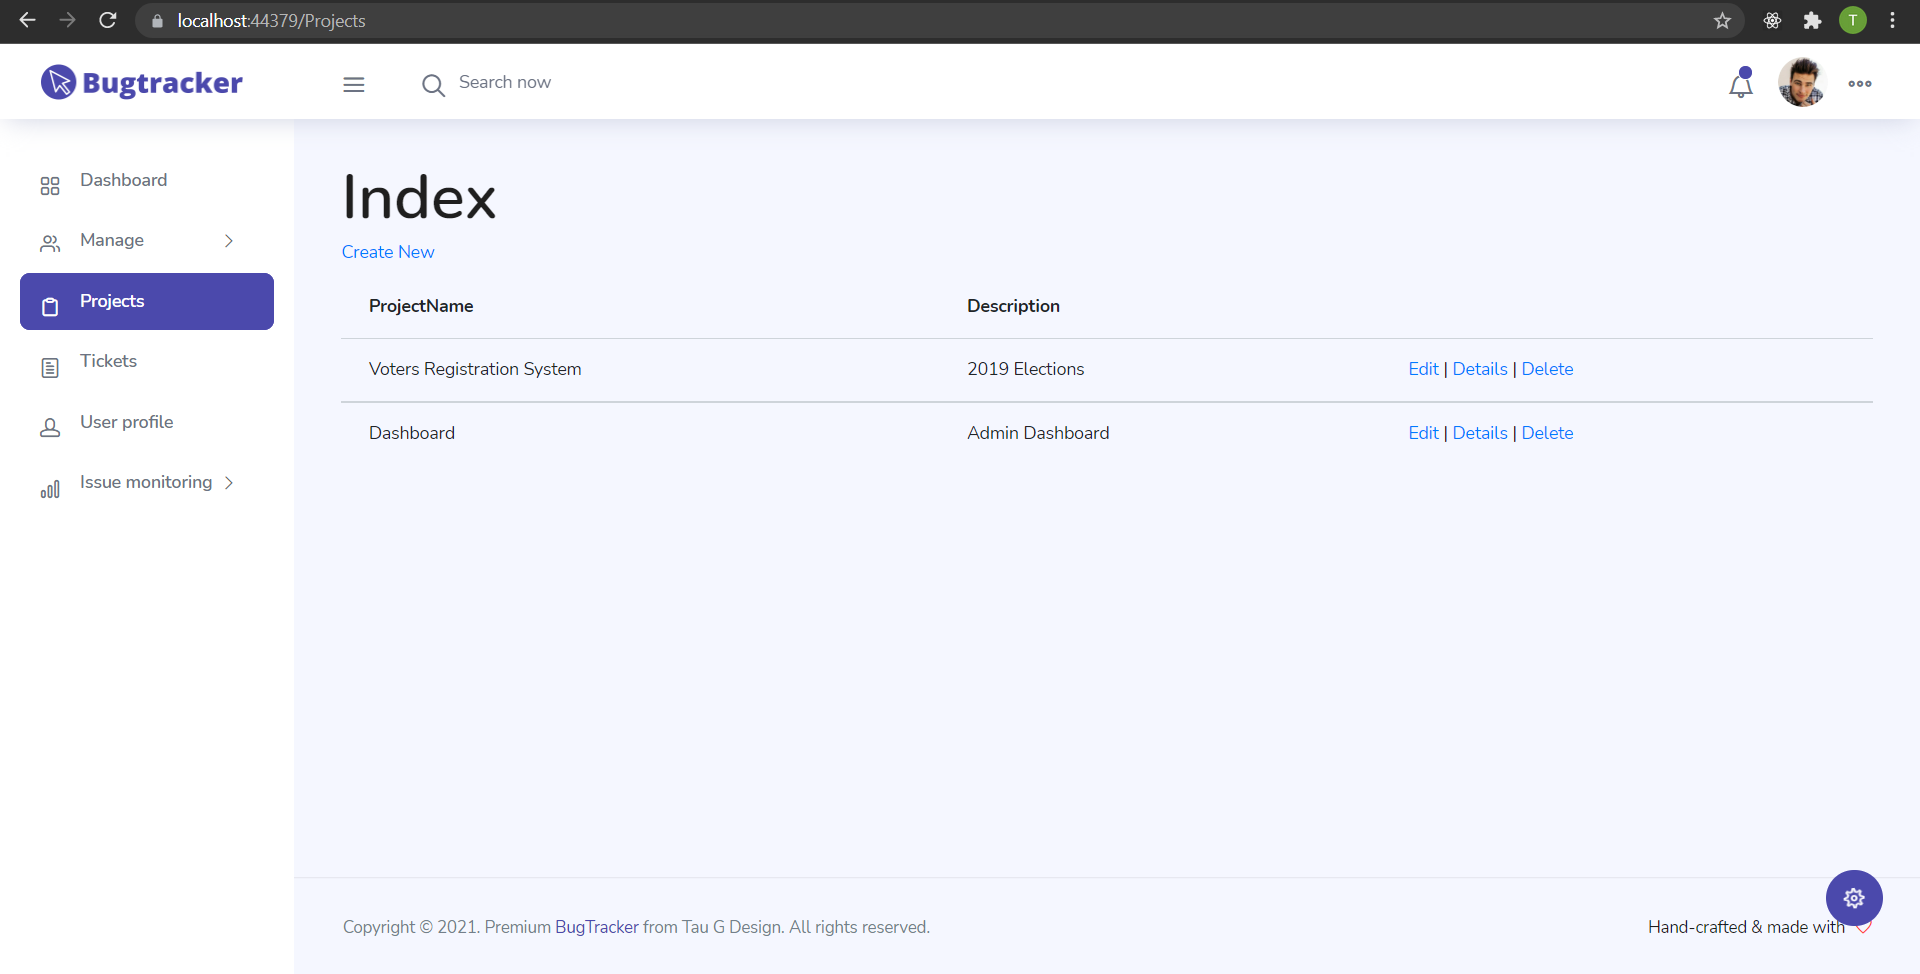 localhost:44379/Projects
T
Bugtracker
Search now
Dashboard
Manage
Projects
Tickets
User profile
Issue monitoring
Index
Create New
ProjectName Description
Voters Registration System 2019 Elections Edit | Details | Delete
Dashboard Admin Dashboard Edit | Details | Delete
Copyright © 2021. Premium BugTracker from Tau G Design. All rights reserved.
Hand-crafted & made with